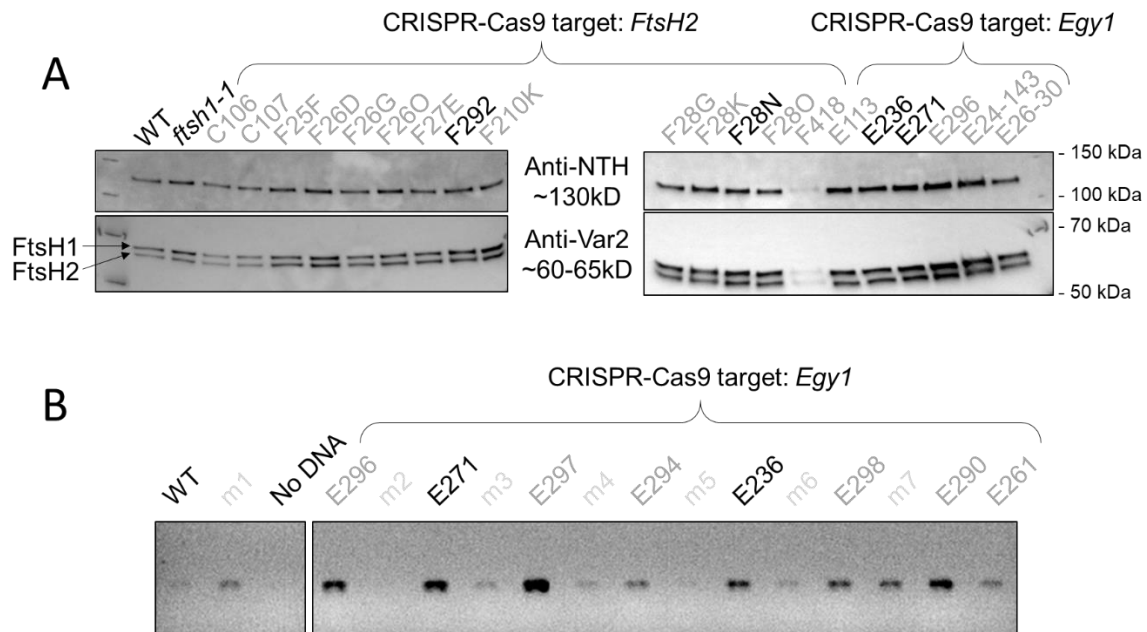 CRISPR-Cas9 target: FtsH2
CRISPR-Cas9 target: Egy1
A
WT
ftsh1-1
C106
C107
F25F
F26D
F26G
F26O
F27E
F292
F210K
F28G
F28K
F28N
F28O
F418
E113
E236
E271
E296
E24-143
E26-30
Anti-NTH
~130kD
- 150 kDa
- 100 kDa
FtsH1
FtsH2
Anti-Var2
~60-65kD
- 70 kDa
- 50 kDa
CRISPR-Cas9 target: Egy1
B
WT
m1
No DNA
E296
m2
E271
m3
E297
m4
E294
m5
E236
m6
E298
m7
E290
E261